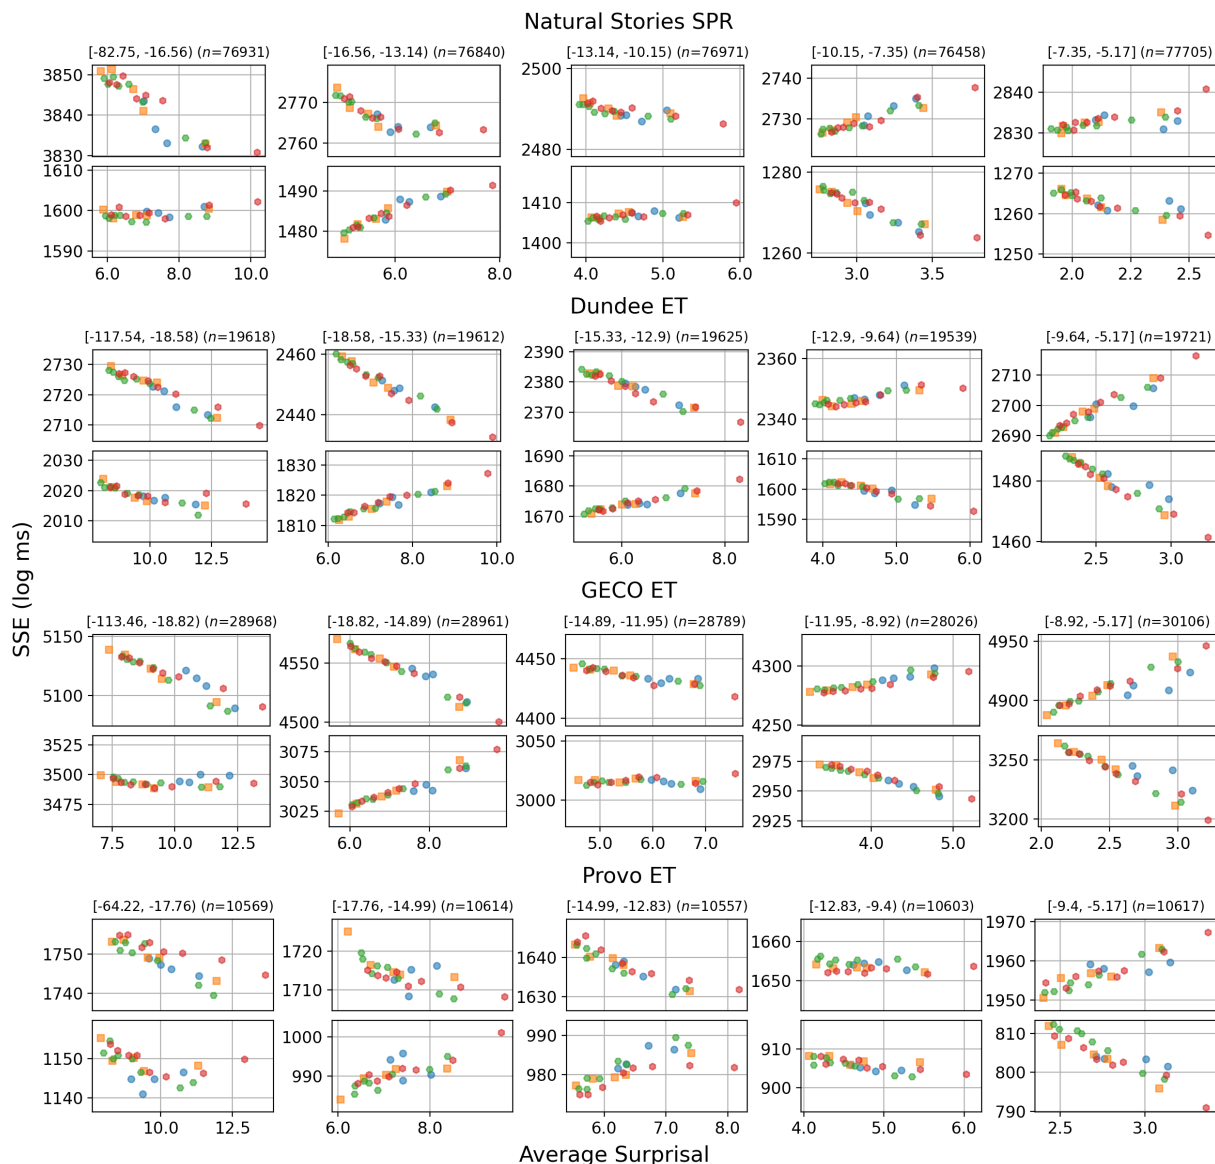 Natural Stories SPR
[-82.75, -16.56) (n=76931)
[-16.56, -13.14) (n=76840)
[-13.14, -10.15) (n=76971)
[-10.15, -7.35) (n=76458)
[-7.35, -5.17] (n=77705)
3850 3840 3830
2770 2760
2500 2480
2740 2730
2840 2830
1610 1600 1590
1490 1480
1410 1400
1280 1260
1270 1260 1250
6.0 8.0 10.0
6.0 8.0
4.0 5.0 6.0
3.0 3.5
2.0 2.2 2.5
Dundee ET
[-117.54, -18.58) (n=19618)
[-18.58, -15.33) (n=19612)
[-15.33, -12.9) (n=19625)
[-12.9, -9.64) (n=19539)
[-9.64, -5.17] (n=19721)
2730 2720 2710
2460 2440
2390 2380 2370
2360 2340
2710 2700 2690
2030 2020 2010
1830 1820 1810
1690 1670
1610 1600 1590
1480 1460
10.0 12.5
6.0 8.0 10.0
6.0 8.0
4.0 5.0 6.0
2.5 3.0
SSE (log ms)
GECO ET
[-113.46, -18.82) (n=28968)
[-18.82, -14.89) (n=28961)
[-14.89, -11.95) (n=28789)
[-11.95, -8.92) (n=28026)
[-8.92, -5.17] (n=30106)
5150 5100
4550 4500
4450 4400
4300 4250
4950 4900
3525 3500 3475
3075 3050 3025
3050 3000
2975 2950 2925
3250 3200
7.5 10.0 12.5
6.0 8.0
5.0 6.0 7.0
4.0 5.0
2.0 2.5 3.0
Provo ET
[-64.22, -17.76) (n=10569)
[-17.76, -14.99) (n=10614)
[-14.99, -12.83) (n=10557)
[-12.83, -9.4) (n=10603)
[-9.4, -5.17] (n=10617)
1750 1740
1720 1710
1640 1630
1660 1650
1970 1960 1950
1150 1140
1000 990
990 980
910 900
810 800 790
10.0 12.5
6.0 8.0
6.0 7.0 8.0
4.0 5.0 6.0
2.5 3.0
Average Surprisal